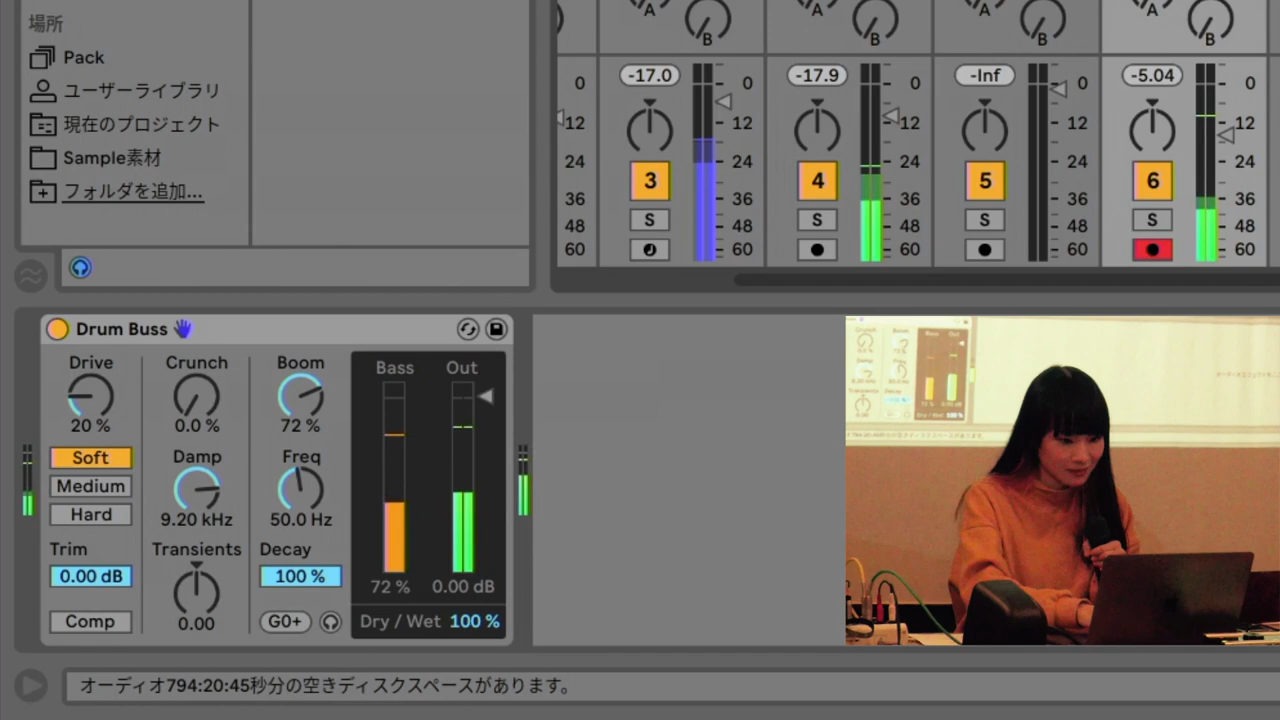 場所
Pack
ユーザーライブラリ
現在のプロジェクト
Sample素材
フォルダを追加...
A A A A
B B B B
-17.0 -17.9 -Inf -5.04
0 0 0 0 0
12 12 12 12 12
24 24 24 24 24
3 4 5 6
36 36 36 36 36
S S S S
48 48 48 48 48
60 60 60 60 60
Drum Buss
Drive Crunch Boom
20 % 0.0 % 72 %
Soft
Medium
Hard
Damp Freq
9.20 kHz 50.0 Hz
Trim Transients Decay
0.00 dB 100 %
Comp 0.00 G0+
Bass Out
72 % 0.00 dB
Dry / Wet 100 %
オーディオ794:20:45秒分の空きディスクスペースがあります。